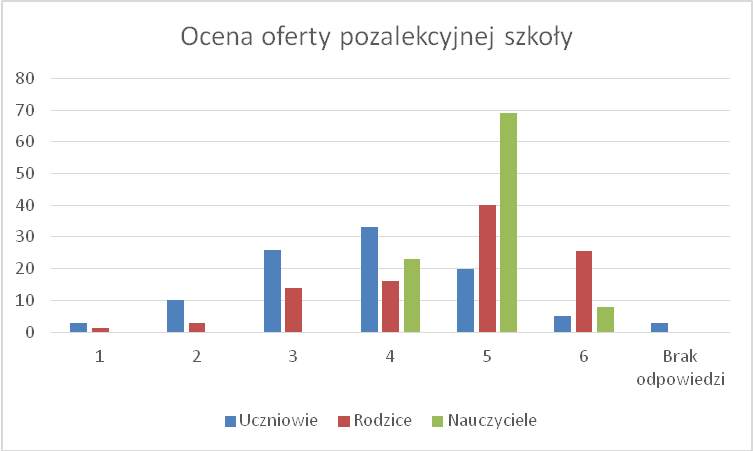 Ocena oferty pozalekcyjnej szkoły
80
70
60
50
40
30
20
10
0
1 2 3 4 5 6 Brak
odpowiedzi
Uczniowie Rodzice Nauczyciele